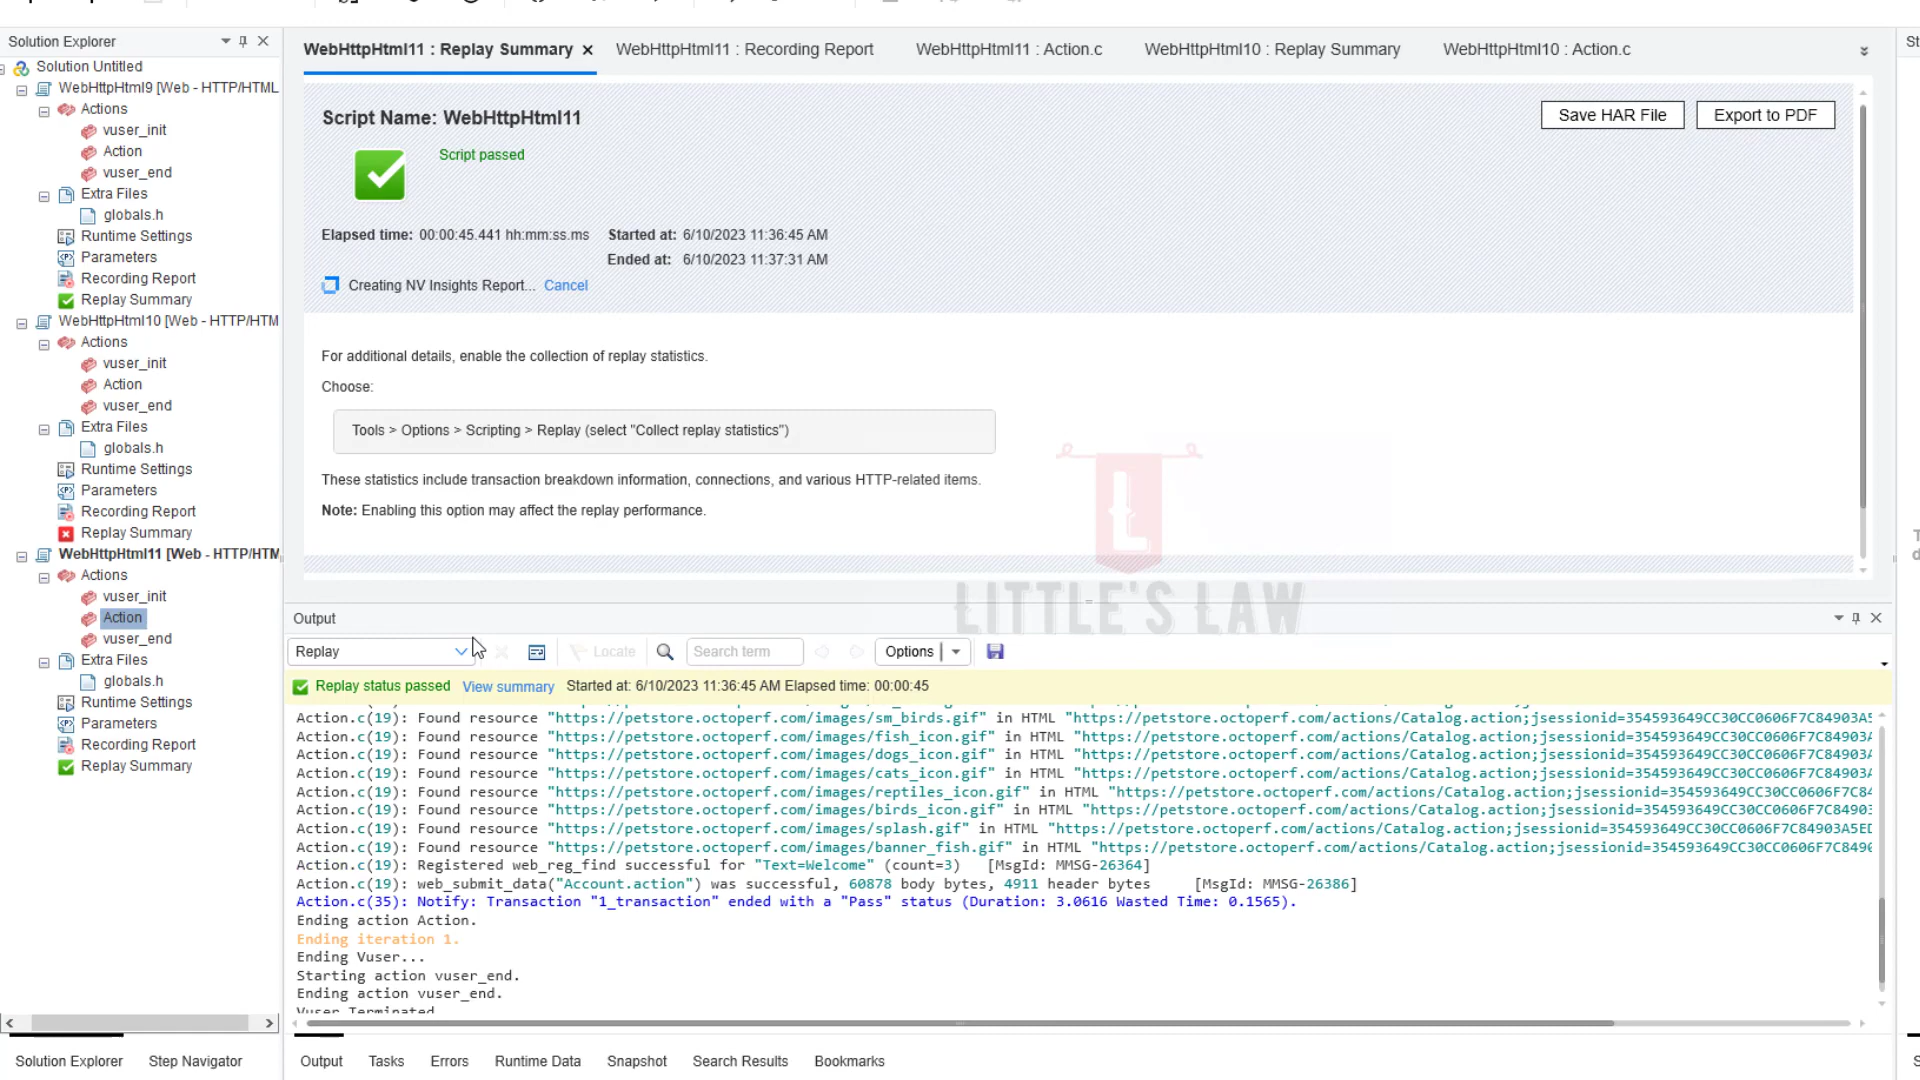 Solution Explorer
Solution Untitled
WebHttpHtml9 [Web - HTTP/HTML
Actions
vuser_init
Action
vuser_end
Extra Files
globals.h
Runtime Settings
Parameters
Recording Report
Replay Summary
WebHttpHtml10 [Web - HTTP/HTM
Actions
vuser_init
Action
vuser_end
Extra Files
globals.h
Runtime Settings
Parameters
Recording Report
Replay Summary
WebHttpHtml11 [Web - HTTP/HTM
Actions
vuser_init
Action
vuser_end
Extra Files
globals.h
Runtime Settings
Parameters
Recording Report
Replay Summary
Solution Explorer Step Navigator
WebHttpHtml11 : Replay Summary WebHttpHtml11 : Recording Report WebHttpHtml11 : Action.c WebHttpHtml10 : Replay Summary WebHttpHtml10 : Action.c
Script Name: WebHttpHtml11
Save HAR File Export to PDF
Script passed
Elapsed time: 00:00:45.441 hh:mm:ss.ms Started at: 6/10/2023 11:36:45 AM
Ended at: 6/10/2023 11:37:31 AM
Creating NV Insights Report... Cancel
For additional details, enable the collection of replay statistics.
Choose:
Tools > Options > Scripting > Replay (select "Collect replay statistics")
These statistics include transaction breakdown information, connections, and various HTTP-related items.
Note: Enabling this option may affect the replay performance.
L
LITTLE'S LAW
Output
Replay Locate Search term Options
Replay status passed View summary Started at: 6/10/2023 11:36:45 AM Elapsed time: 00:00:45
Action.c(19): Found resource "https://petstore.octoperf.com/images/sm_birds.gif" in HTML "https://petstore.octoperf.com/actions/Catalog.action;jsessionid=354593649CC30CC0606F7C84903A5
Action.c(19): Found resource "https://petstore.octoperf.com/images/fish_icon.gif" in HTML "https://petstore.octoperf.com/actions/Catalog.action;jsessionid=354593649CC30CC0606F7C84903A
Action.c(19): Found resource "https://petstore.octoperf.com/images/dogs_icon.gif" in HTML "https://petstore.octoperf.com/actions/Catalog.action;jsessionid=354593649CC30CC0606F7C84903A
Action.c(19): Found resource "https://petstore.octoperf.com/images/cats_icon.gif" in HTML "https://petstore.octoperf.com/actions/Catalog.action;jsessionid=354593649CC30CC0606F7C84903A
Action.c(19): Found resource "https://petstore.octoperf.com/images/reptiles_icon.gif" in HTML "https://petstore.octoperf.com/actions/Catalog.action;jsessionid=354593649CC30CC0606F7C84
Action.c(19): Found resource "https://petstore.octoperf.com/images/birds_icon.gif" in HTML "https://petstore.octoperf.com/actions/Catalog.action;jsessionid=354593649CC30CC0606F7C84903
Action.c(19): Found resource "https://petstore.octoperf.com/images/splash.gif" in HTML "https://petstore.octoperf.com/actions/Catalog.action;jsessionid=354593649CC30CC0606F7C84903A5ED
Action.c(19): Found resource "https://petstore.octoperf.com/images/banner_fish.gif" in HTML "https://petstore.octoperf.com/actions/Catalog.action;jsessionid=354593649CC30CC0606F7C8490
Action.c(19): Registered web_reg_find successful for "Text=Welcome" (count=3) [MsgId: MMSG-26364]
Action.c(19): web_submit_data("Account.action") was successful, 60878 body bytes, 4911 header bytes [MsgId: MMSG-26386]
Action.c(35): Notify: Transaction "1_transaction" ended with a "Pass" status (Duration: 3.0616 Wasted Time: 0.1565).
Ending action Action.
Ending iteration 1.
Ending Vuser...
Starting action vuser_end.
Ending action vuser_end.
Vuser Terminated
Output Tasks Errors Runtime Data Snapshot Search Results Bookmarks